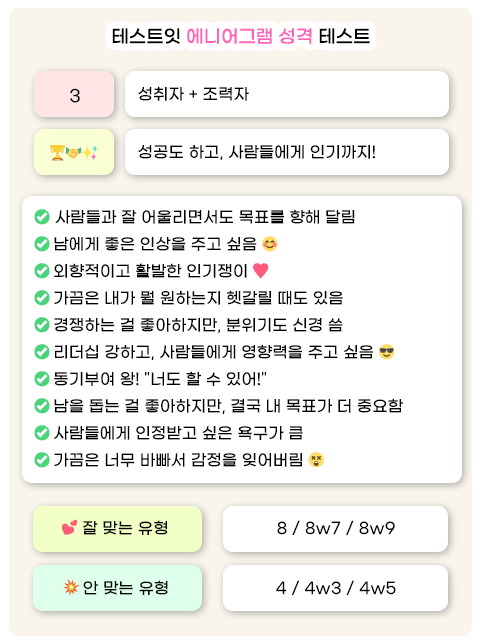 테스트잇 에니어그램 성격 테스트
3
성취자 + 조력자
🏆🤝✨
성공도 하고, 사람들에게 인기까지!
✅ 사람들과 잘 어울리면서도 목표를 향해 달림
✅ 남에게 좋은 인상을 주고 싶음 😊
✅ 외향적이고 활발한 인기쟁이 ❤️
✅ 가끔은 내가 뭘 원하는지 헷갈릴 때도 있음
✅ 경쟁하는 걸 좋아하지만, 분위기도 신경 씀
✅ 리더십 강하고, 사람들에게 영향력을 주고 싶음 😎
✅ 동기부여 왕! "너도 할 수 있어!"
✅ 남을 돕는 걸 좋아하지만, 결국 내 목표가 더 중요함
✅ 사람들에게 인정받고 싶은 욕구가 큼
✅ 가끔은 너무 바빠서 감정을 잊어버림 😵
💕 잘 맞는 유형
8 / 8w7 / 8w9
💥 안 맞는 유형
4 / 4w3 / 4w5